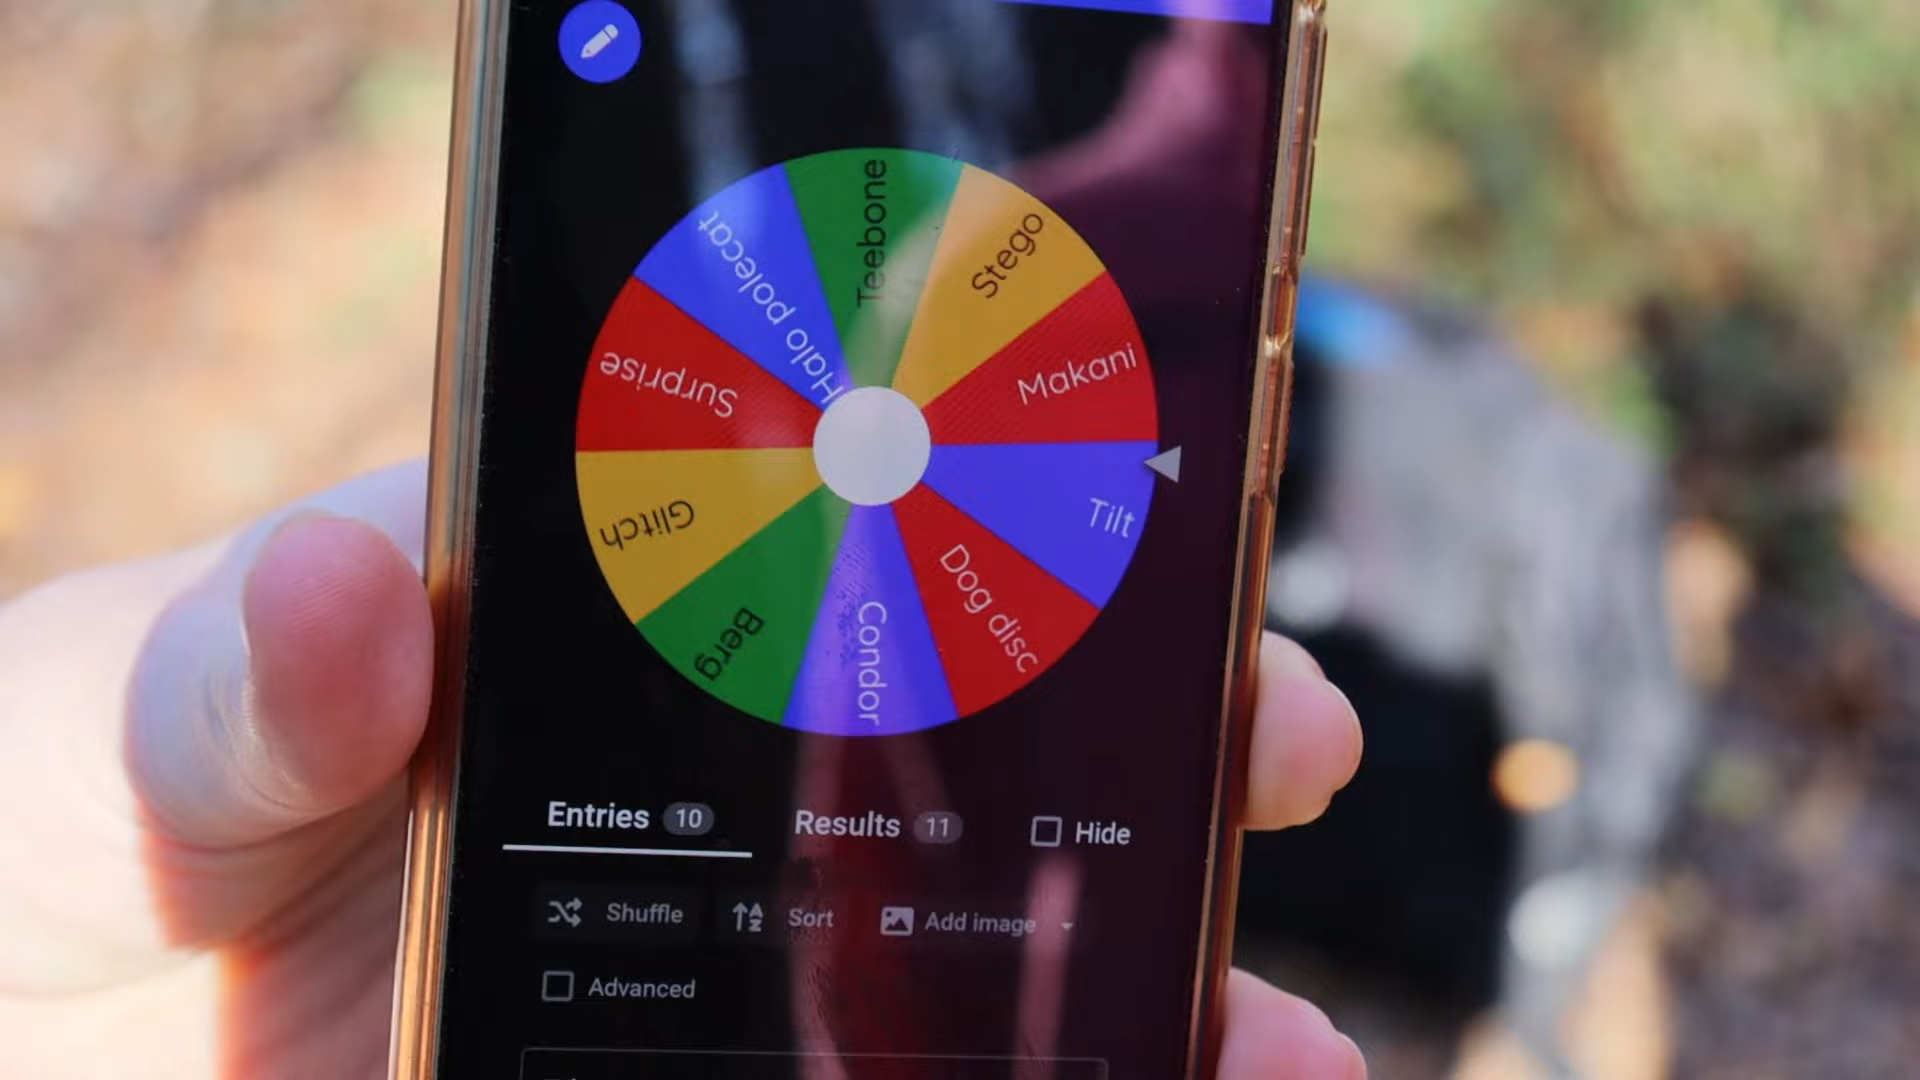 Teebone
Stego
Makani
Tilt
Dog disc
Condor
Berg
Glitch
Surprise
Halo polecat
Entries 10
Results 11
Hide
Shuffle
Sort
Add image
Advanced